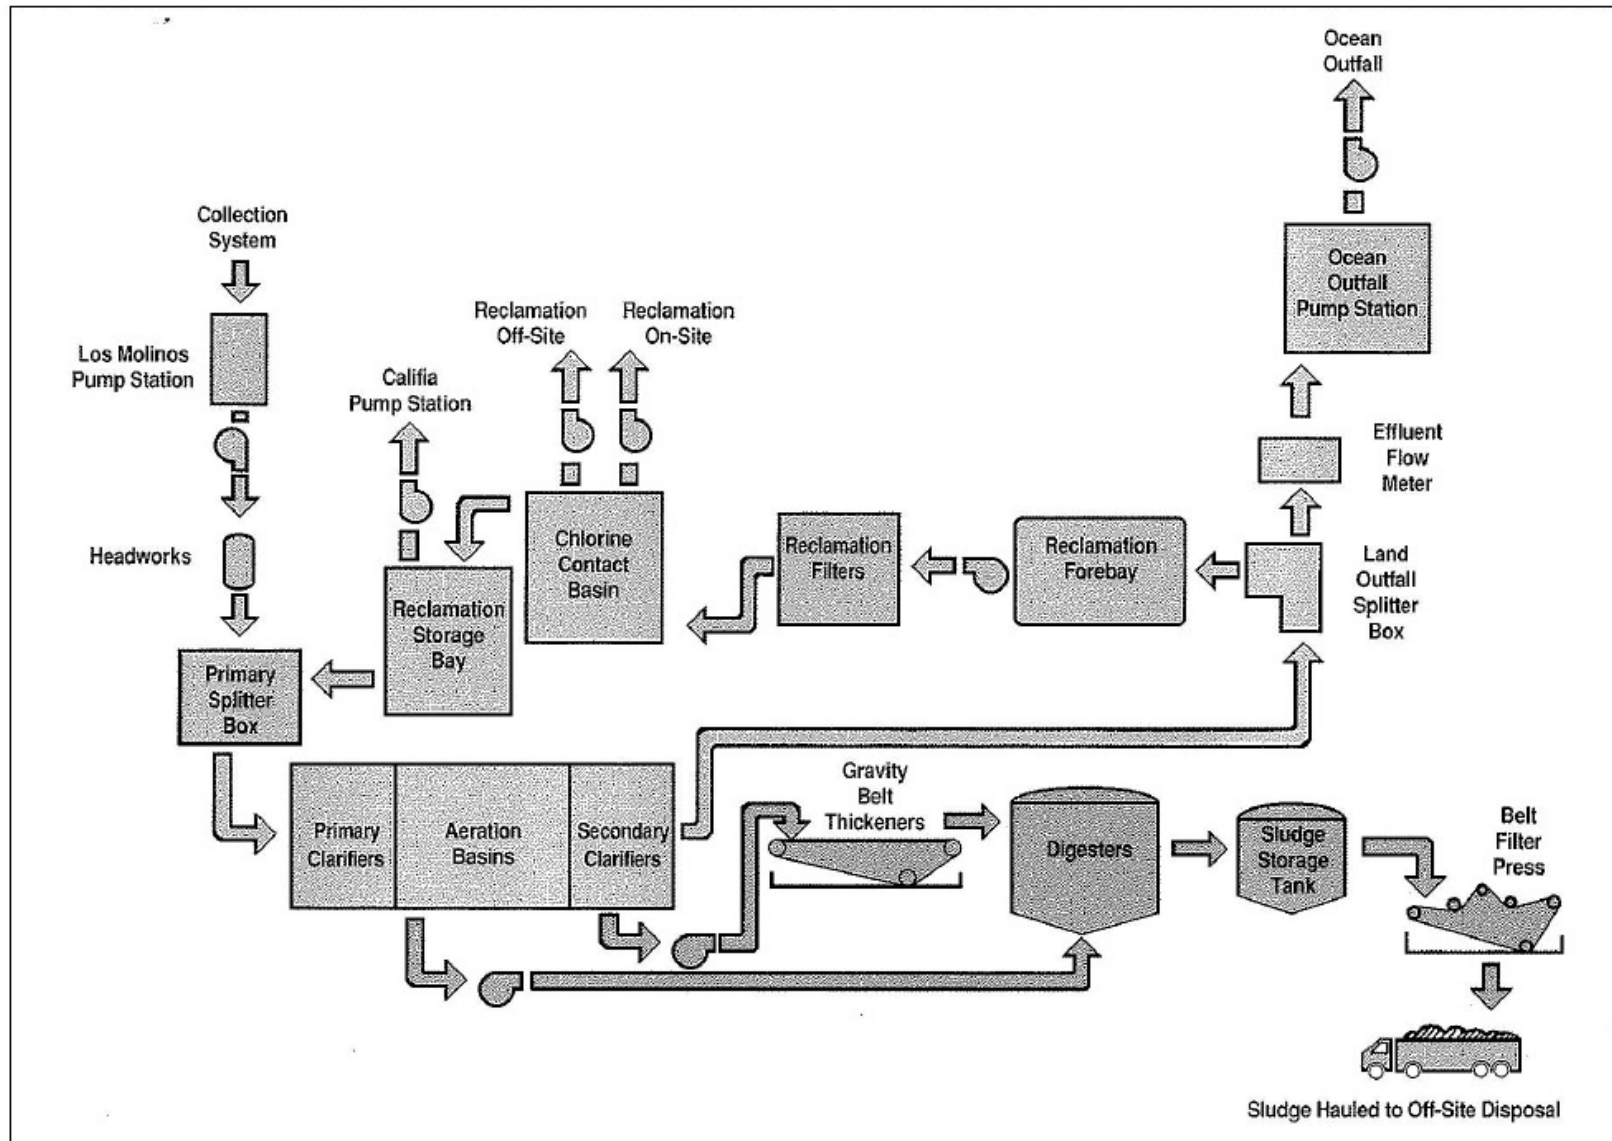 Ocean
Outfall
Collection
System
Ocean
Outfall
Pump Station
Reclamation
Off-Site
Reclamation
On-Site
Los Molinos
Pump Station
Califia
Pump Station
Effluent
Flow
Meter
Headworks
Chlorine
Contact
Basin
Reclamation
Filters
Reclamation
Forebay
Land
Outfall
Splitter
Box
Reclamation
Storage
Bay
Primary
Splitter
Box
Primary
Clarifiers
Aeration
Basins
Secondary
Clarifiers
Gravity
Belt
Thickeners
Digesters
Sludge
Storage
Tank
Belt
Filter
Press
Sludge Hauled to Off-Site Disposal